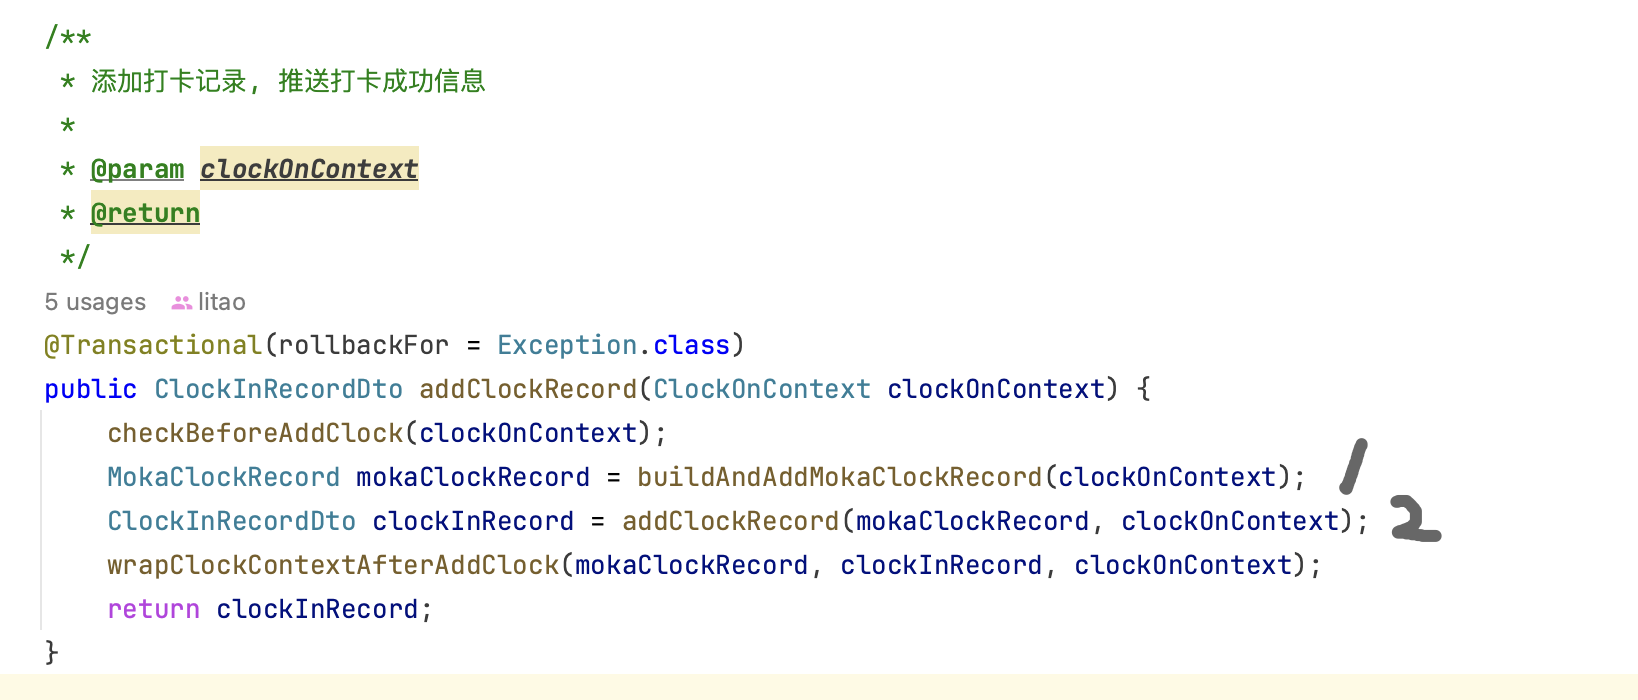 /**
 * 添加打卡记录, 推送打卡成功信息
 *
 * @param clockOnContext
 * @return
 */
5 usages litao
@Transactional(rollbackFor = Exception.class)
public ClockInRecordDto addClockRecord(ClockOnContext clockOnContext) {
    checkBeforeAddClock(clockOnContext);
    MokaClockRecord mokaClockRecord = buildAndAddMokaClockRecord(clockOnContext); 1
    ClockInRecordDto clockInRecord = addClockRecord(mokaClockRecord, clockOnContext); 2
    wrapClockContextAfterAddClock(mokaClockRecord, clockInRecord, clockOnContext);
    return clockInRecord;
}